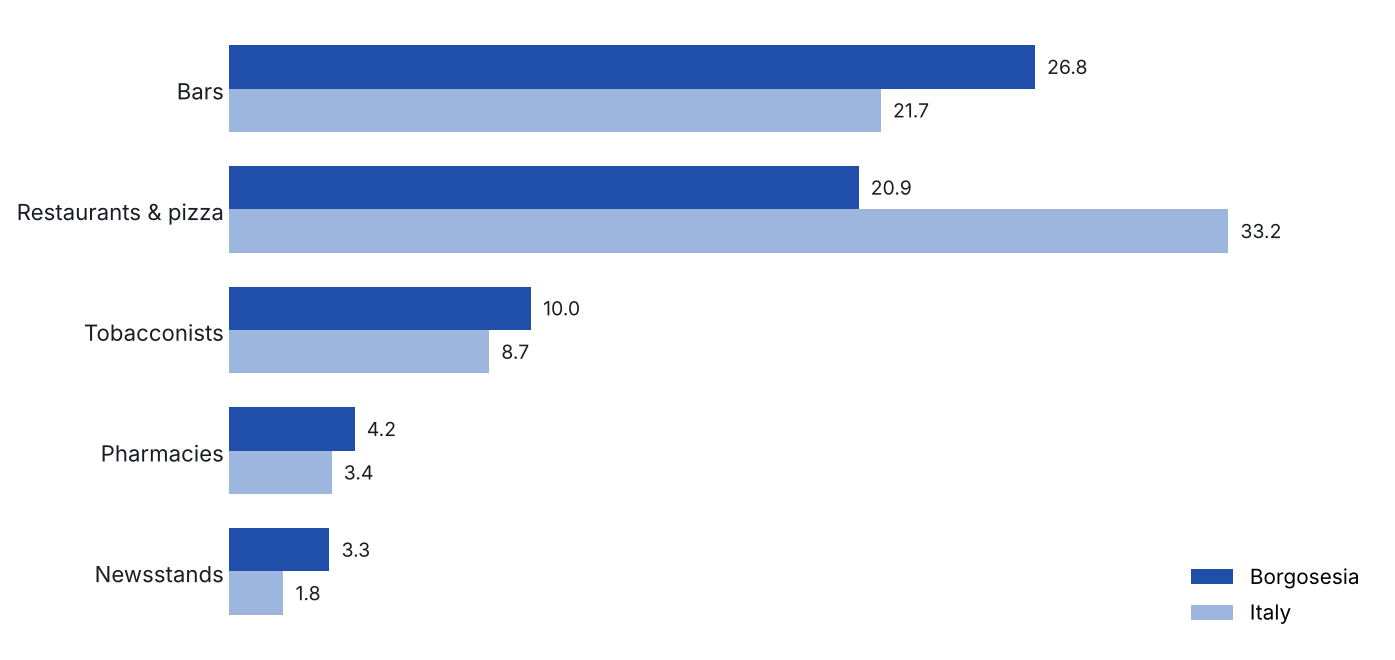 Bars
26.8
21.7
Restaurants & pizza
20.9
33.2
Tobacconists
10.0
8.7
Pharmacies
4.2
3.4
Newsstands
3.3
1.8
Borgosesia
Italy